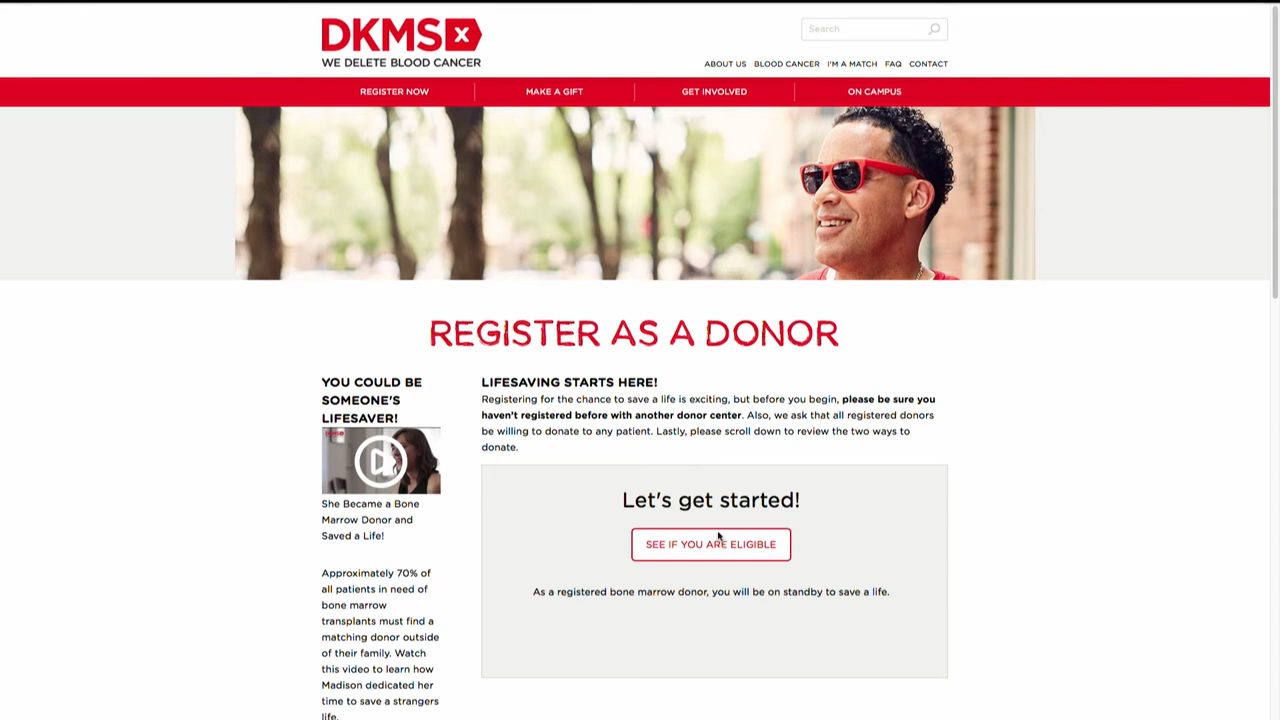 DKMS x
WE DELETE BLOOD CANCER
Search
ABOUT US BLOOD CANCER I'M A MATCH FAQ CONTACT
REGISTER NOW MAKE A GIFT GET INVOLVED ON CAMPUS
REGISTER AS A DONOR
YOU COULD BE
SOMEONE'S
LIFESAVER!
DKMS
She Became a Bone
Marrow Donor and
Saved a Life!
Approximately 70% of
all patients in need of
bone marrow
transplants must find a
matching donor outside
of their family. Watch
this video to learn how
Madison dedicated her
time to save a strangers
life.
LIFESAVING STARTS HERE!
Registering for the chance to save a life is exciting, but before you begin, please be sure you
haven't registered before with another donor center. Also, we ask that all registered donors
be willing to donate to any patient. Lastly, please scroll down to review the two ways to
donate.
Let's get started!
SEE IF YOU ARE ELIGIBLE
As a registered bone marrow donor, you will be on standby to save a life.